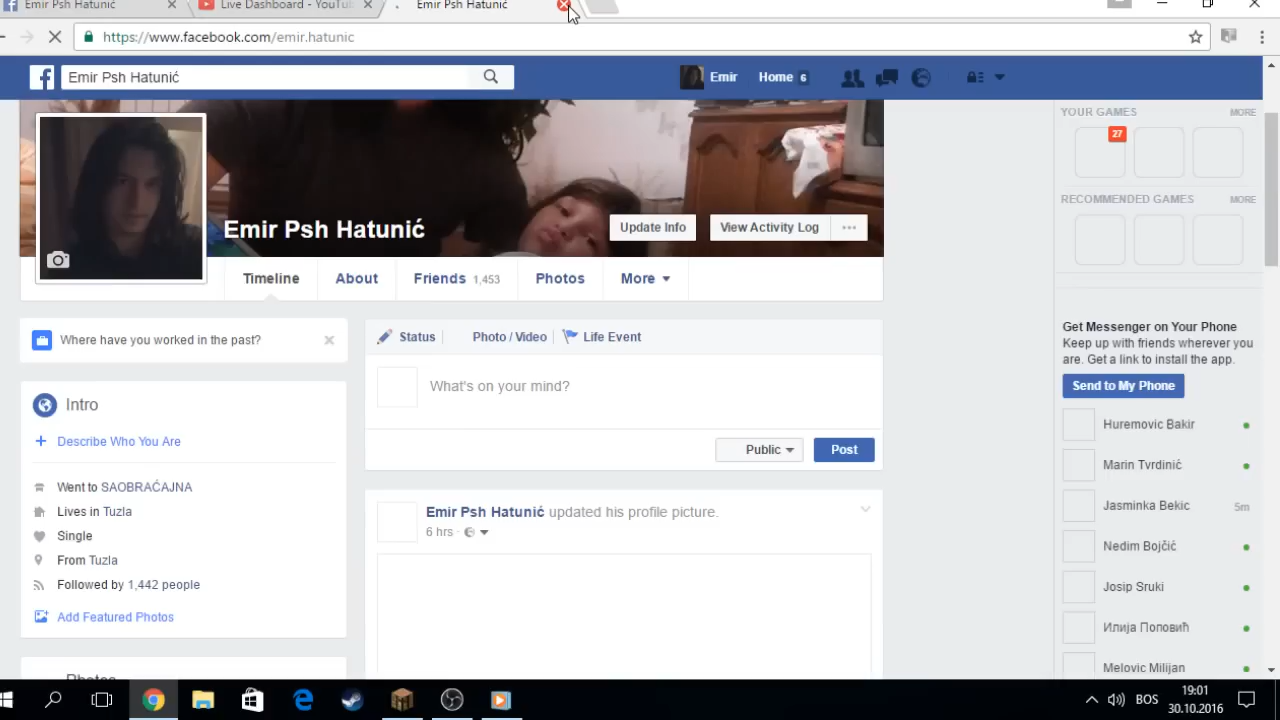 Emir Psh Hatunić
Live Dashboard - YouTu
Emir Psh Hatunić
https://www.facebook.com/emir.hatunic
Emir Psh Hatunić
Emir
Home 6
Emir Psh Hatunić
Update Info
View Activity Log
Timeline
About
Friends 1,453
Photos
More
Where have you worked in the past?
Intro
Describe Who You Are
Went to SAOBRAĆAJNA
Lives in Tuzla
Single
From Tuzla
Followed by 1,442 people
Add Featured Photos
Photos
Status
Photo / Video
Life Event
What's on your mind?
Public
Post
Emir Psh Hatunić updated his profile picture.
6 hrs
YOUR GAMES
MORE
27
RECOMMENDED GAMES
MORE
Get Messenger on Your Phone
Keep up with friends wherever you
are. Get a link to install the app.
Send to My Phone
Huremovic Bakir
Marin Tvrdinić
Jasminka Bekic 5m
Nedim Bojčić
Josip Sruki
Илија Поповић
Melovic Milijan
BOS
19:01
30.10.2016